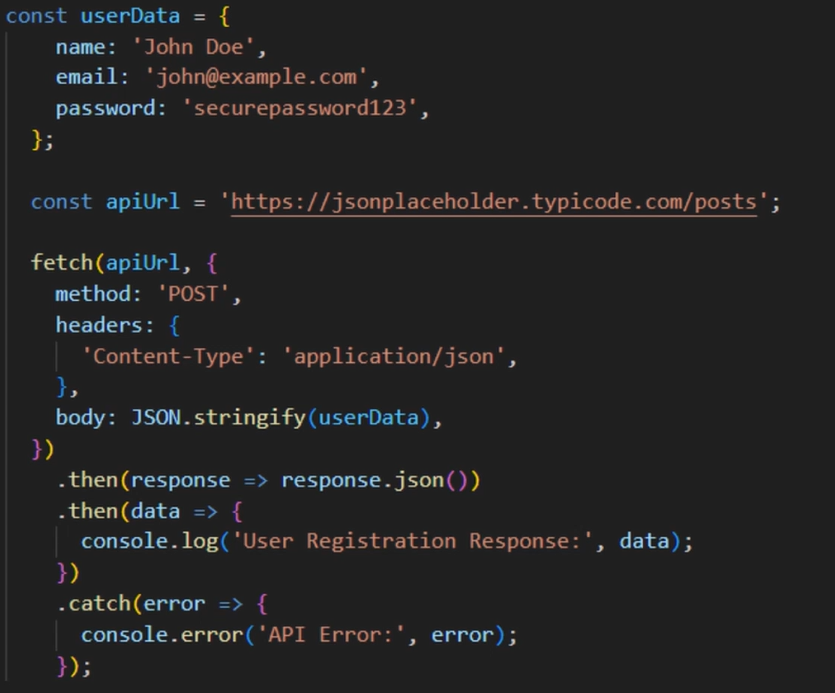 const userData = {
    name: 'John Doe',
    email: 'john@example.com',
    password: 'securepassword123',
  };

  const apiUrl = 'https://jsonplaceholder.typicode.com/posts';

  fetch(apiUrl, {
    method: 'POST',
    headers: {
      'Content-Type': 'application/json',
    },
    body: JSON.stringify(userData),
  })
    .then(response => response.json())
    .then(data => {
      console.log('User Registration Response:', data);
    })
    .catch(error => {
      console.error('API Error:', error);
    });